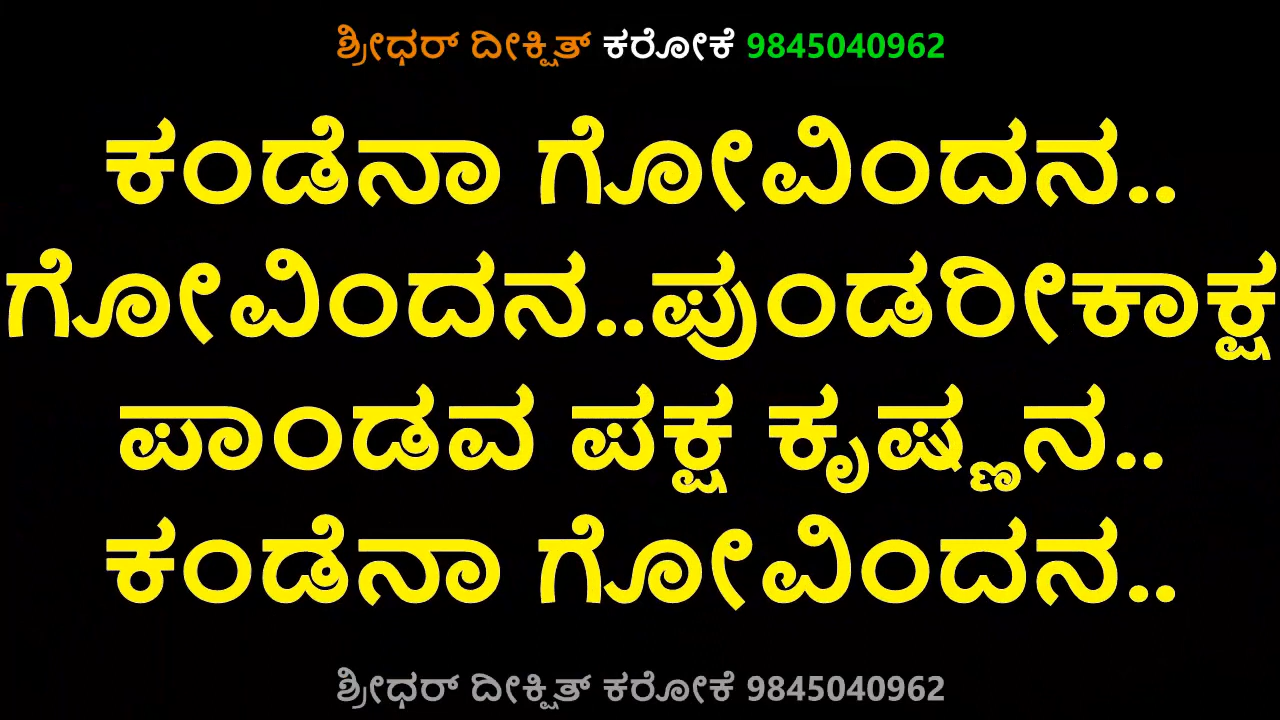 ಶ್ರೀಧರ್ ದೀಕ್ಷಿತ್ ಕರೋಕೆ 9845040962
ಕಂಡೆನಾ ಗೋವಿಂದನ..
ಗೋವಿಂದನ..ಪುಂಡರೀಕಾಕ್ಷ
ಪಾಂಡವ ಪಕ್ಷ ಕೃಷ್ಣನ..
ಕಂಡೆನಾ ಗೋವಿಂದನ..
ಶ್ರೀಧರ್ ದೀಕ್ಷಿತ್ ಕರೋಕೆ 9845040962